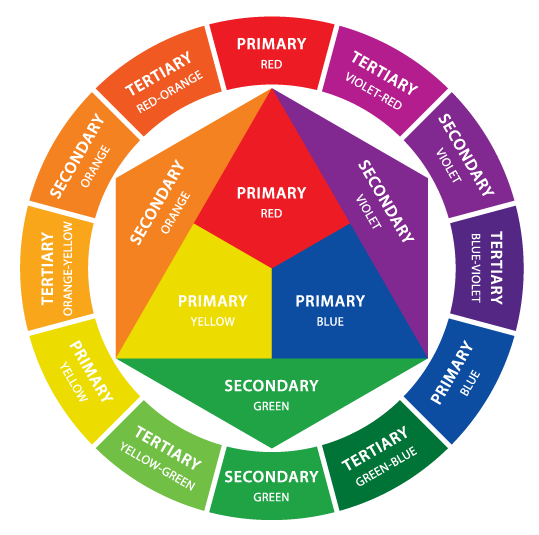 PRIMARY
RED
TERTIARY
VIOLET-RED
SECONDARY
VIOLET
TERTIARY
BLUE-VIOLET
PRIMARY
BLUE
TERTIARY
GREEN-BLUE
SECONDARY
GREEN
TERTIARY
YELLOW-GREEN
PRIMARY
YELLOW
TERTIARY
ORANGE-YELLOW
SECONDARY
ORANGE
TERTIARY
RED-ORANGE
PRIMARY
RED
SECONDARY
ORANGE
SECONDARY
VIOLET
PRIMARY
YELLOW
PRIMARY
BLUE
SECONDARY
GREEN